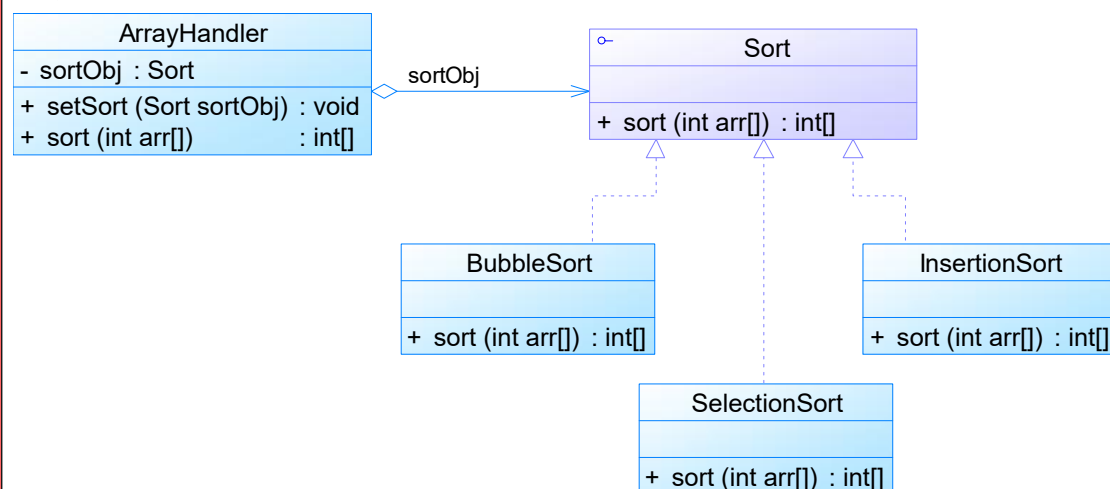 ArrayHandler
- sortObj : Sort
+ setSort (Sort sortObj) : void
+ sort (int arr[]) : int[]
sortObj
Sort
+ sort (int arr[]) : int[]
BubbleSort
+ sort (int arr[]) : int[]
InsertionSort
+ sort (int arr[]) : int[]
SelectionSort
+ sort (int arr[]) : int[]